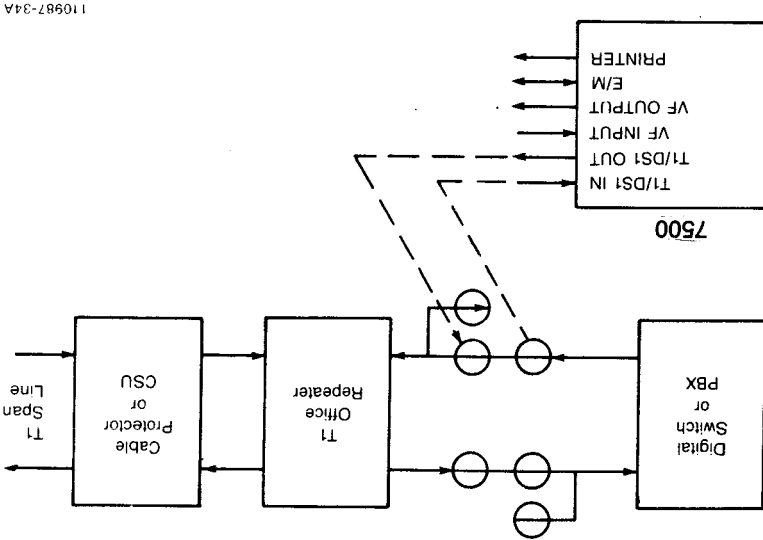 Digital
Switch
or
PBX
T1
Office
Repeater
Cable
Protector
or
CSU
T1
Span
Line
7500
T1/DS1 IN
T1/DS1 OUT
VF INPUT
VF OUTPUT
E/M
PRINTER
110987-34A